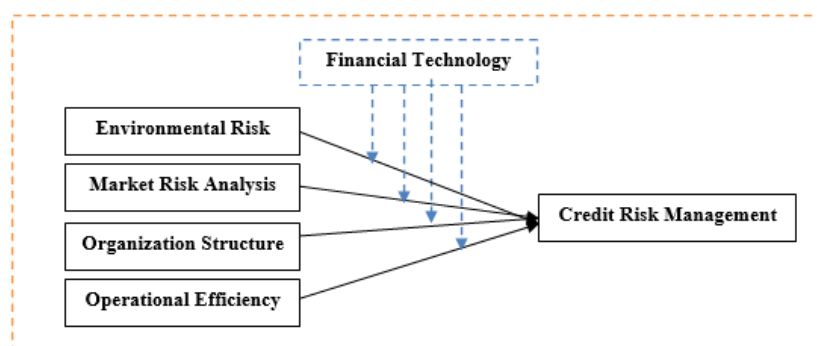 Financial Technology
Environmental Risk
Market Risk Analysis
Organization Structure
Operational Efficiency
Credit Risk Management